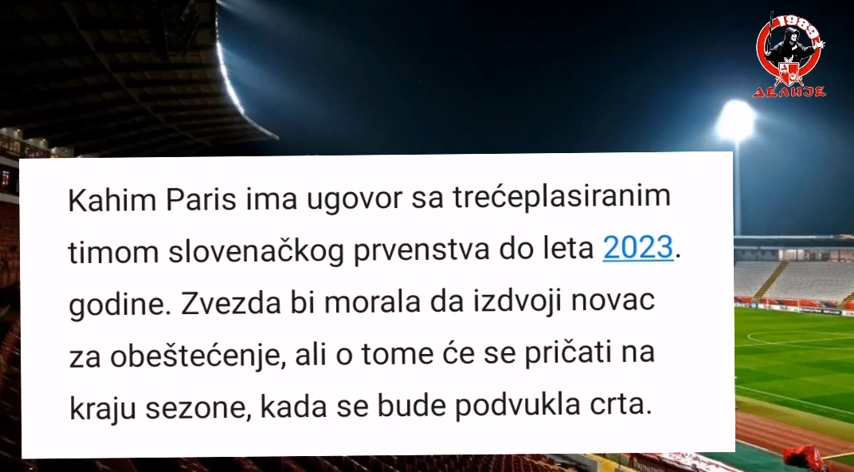 1989
ДЕЛИЈЕ
Kahim Paris ima ugovor sa trećeplasiranim
timom slovenačkog prvenstva do leta 2023.
godine. Zvezda bi morala da izdvoji novac
za obeštećenje, ali o tome će se pričati na
kraju sezone, kada se bude podvukla crta.